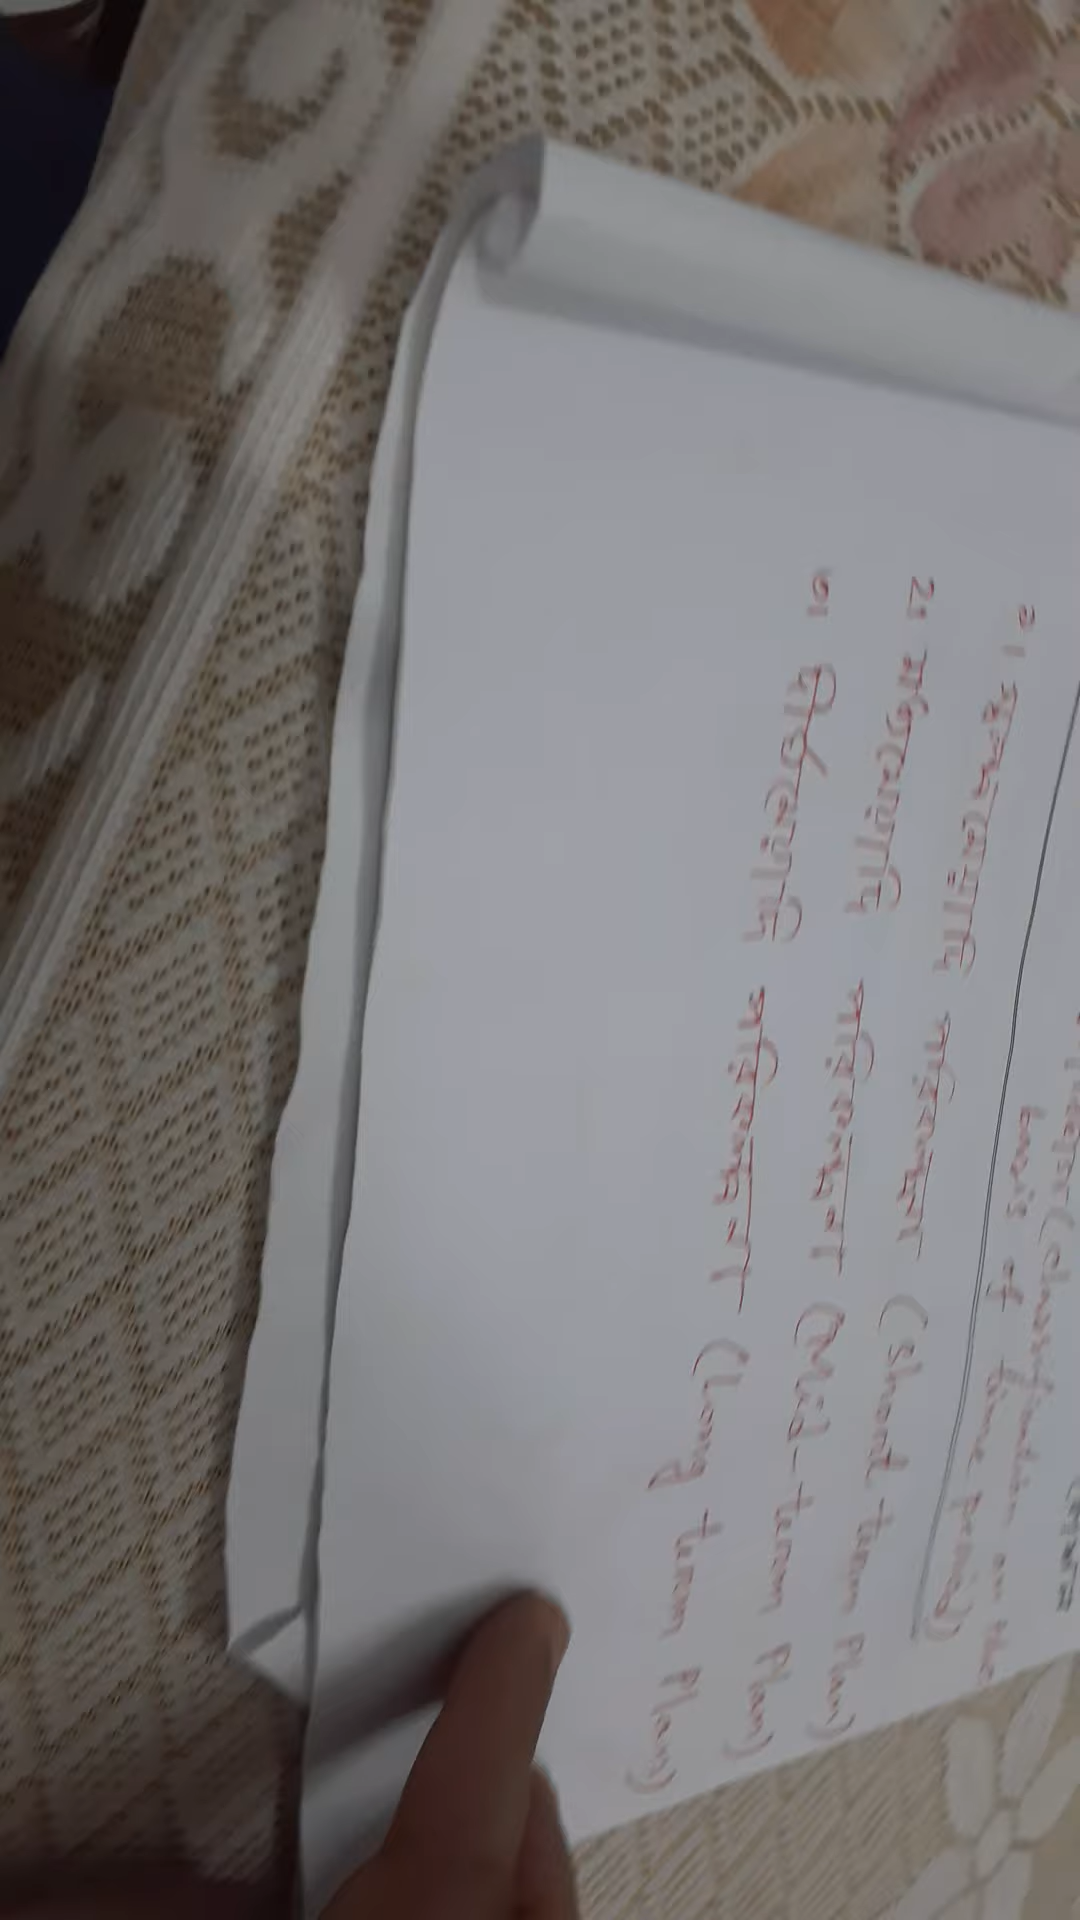 (classification on the
basis of time period)
১। স্বল্পমেয়াদি পরিকল্পনা (Short term Plan)
২। মধ্যমেয়াদি পরিকল্পনা (Mid-term Plan)
৩। দীর্ঘমেয়াদি পরিকল্পনা (Long term Plan)